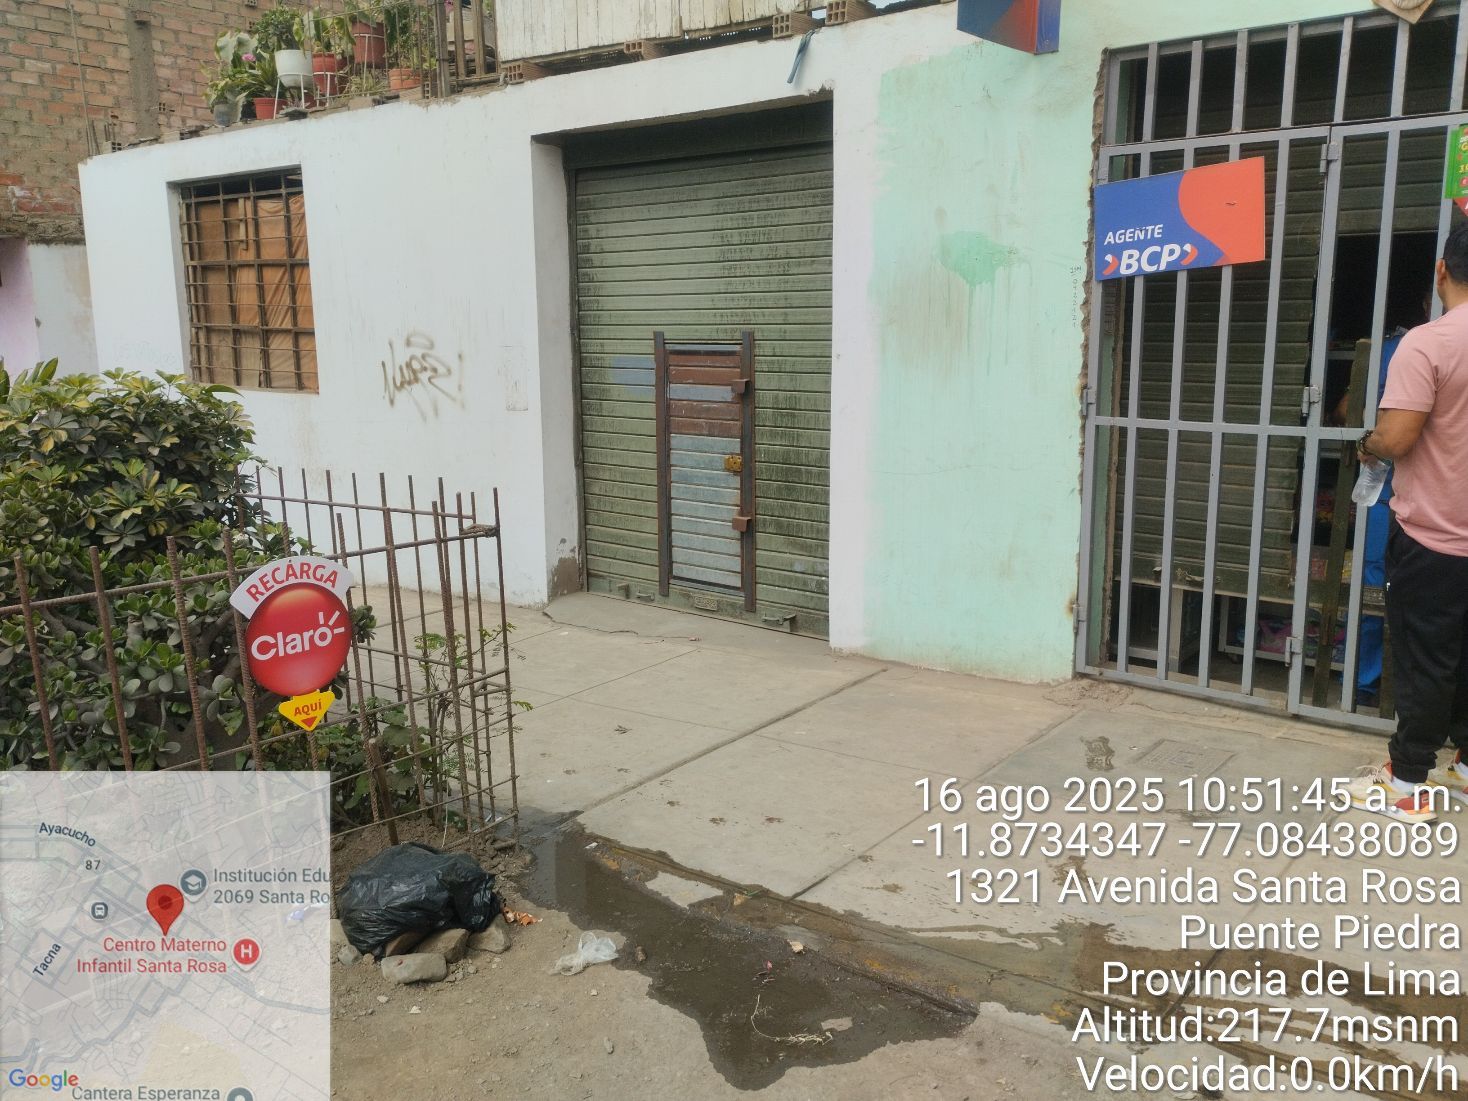 AGENTE
BCP
RECÁRGA
Claro
AQUÍ
16 ago 2025 10:51:45 a. m.
-11.8734347 -77.08438089
1321 Avenida Santa Rosa
Puente Piedra
Provincia de Lima
Altitud:217.7msnm
Velocidad:0.0km/h
Ayacucho
87
Institución Edu
2069 Santa Ro
Tacna
Centro Materno
Infantil Santa Rosa
H
Google
Cantera Esperanza